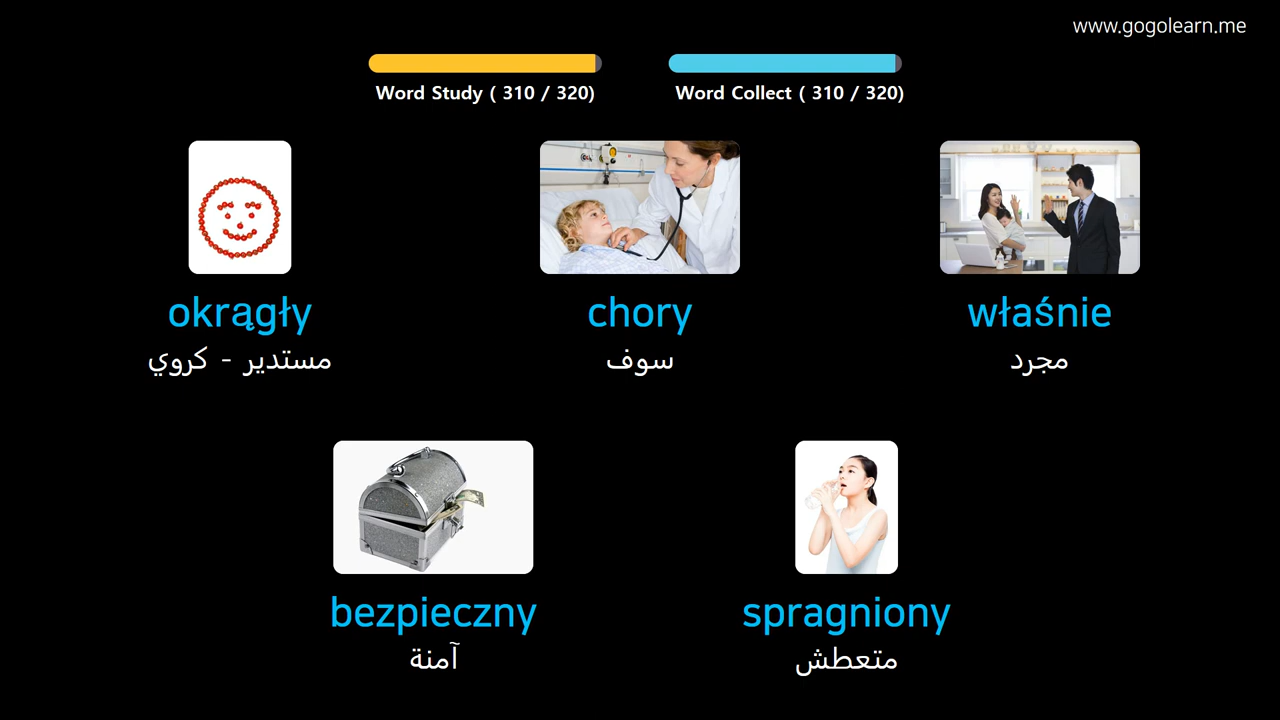 www.gogolearn.me
Word Study ( 310 / 320)
Word Collect ( 310 / 320)
okrągły
مستدير - كروي
chory
سوف
właśnie
مجرد
bezpieczny
آمنة
spragniony
متعطش